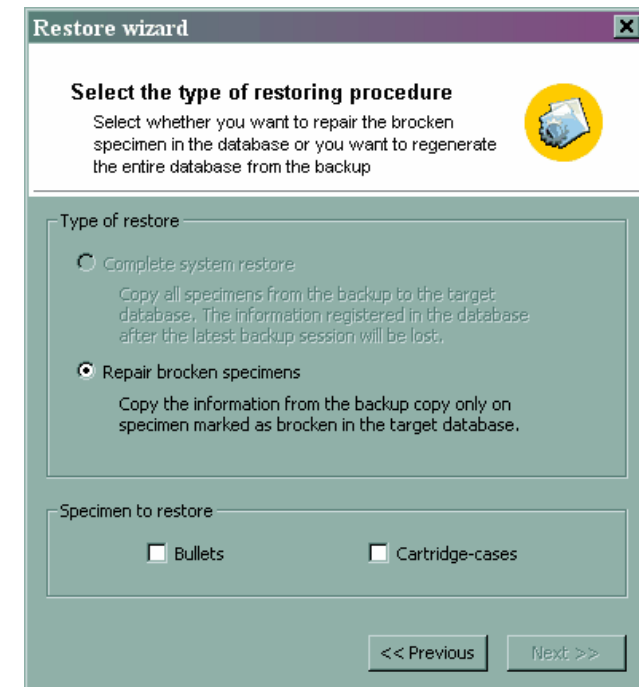 Restore wizard
Select the type of restoring procedure
Select whether you want to repair the brocken
specimen in the database or you want to regenerate
the entire database from the backup
Type of restore
Complete system restore
Copy all specimens from the backup to the target
database. The information registered in the database
after the latest backup session will be lost.
Repair brocken specimens
Copy the information from the backup copy only on
specimen marked as brocken in the target database.
Specimen to restore
Bullets Cartridge-cases
<< Previous Next >>